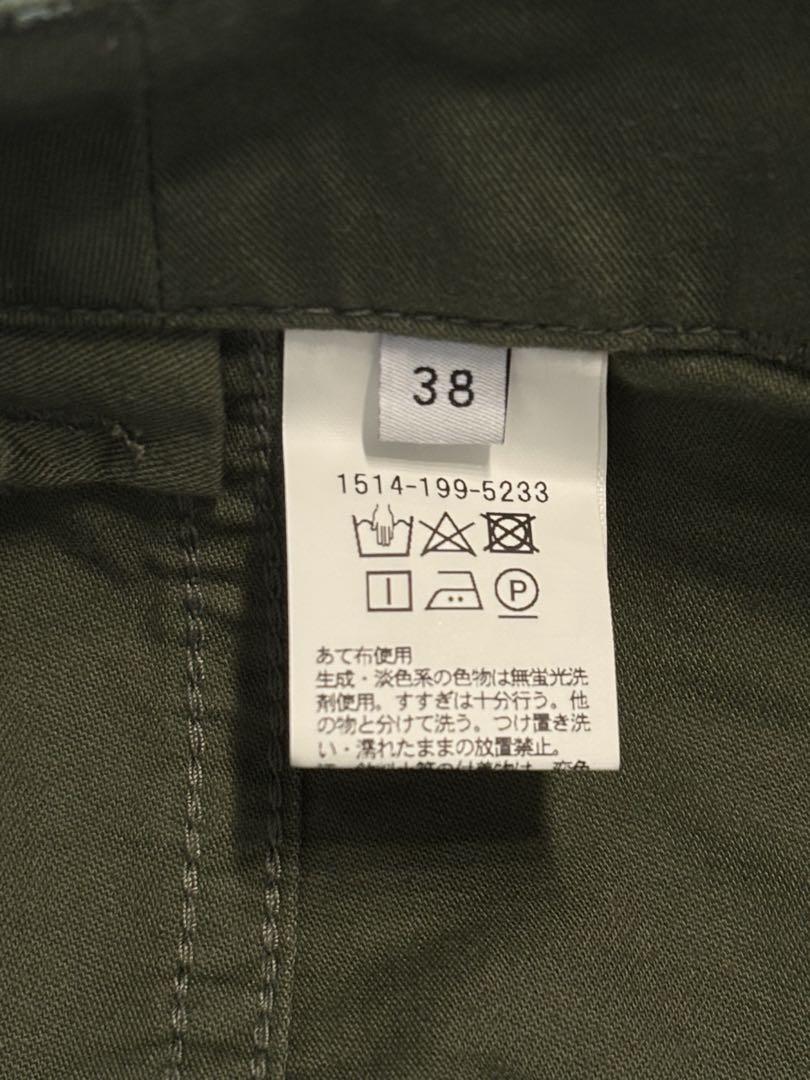 38
1514-199-5233
P
あて布使用
生成・淡色系の色物は無蛍光洗
剤使用。すすぎは十分行う。他
の物と分けて洗う。つけ置き洗
い・濡れたままの放置禁止。